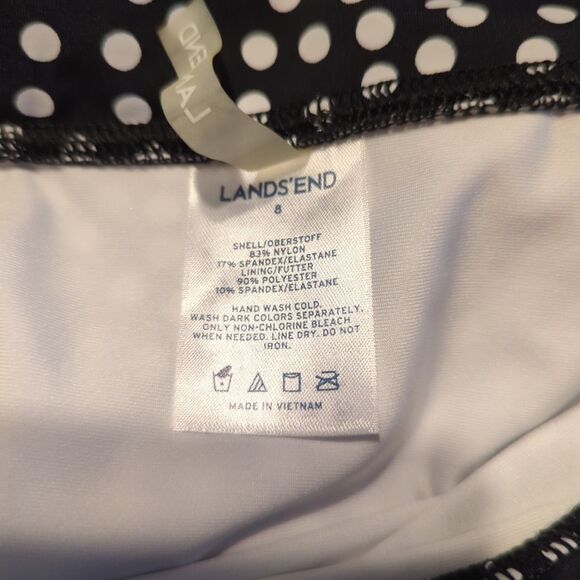 LANDS' END
LANDS'END
8
SHELL/OBERSTOFF
83% NYLON
17% SPANDEX/ELASTANE
LINING/FUTTER
90% POLYESTER
10% SPANDEX/ELASTANE
HAND WASH COLD.
WASH DARK COLORS SEPARATELY.
ONLY NON-CHLORINE BLEACH
WHEN NEEDED. LINE DRY. DO NOT
IRON.
MADE IN VIETNAM